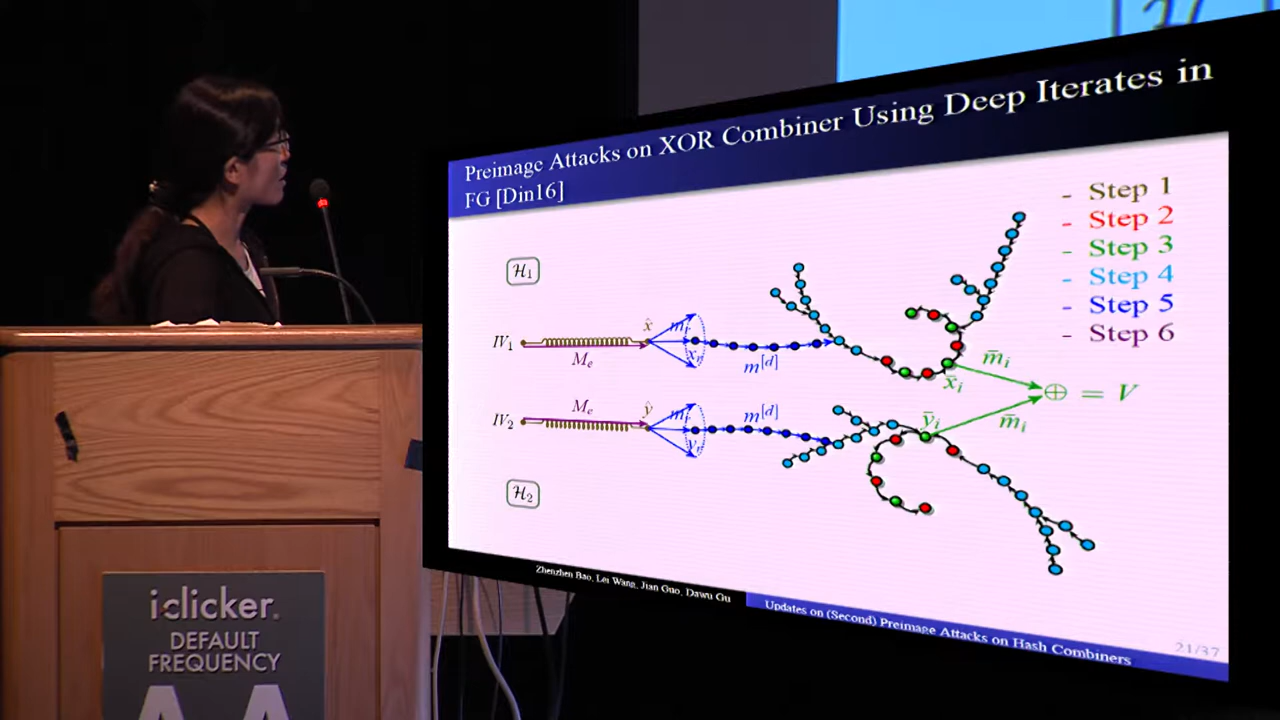 Preimage Attacks on XOR Combiner Using Deep Iterates in
FG [Din16]
- Step 1
- Step 2
- Step 3
- Step 4
- Step 5
- Step 6
ℋ₁
IV₁
Mₑ
x̂
m^[d]
x̄ᵢ
m̄ᵢ
⊕ = V
IV₂
Mₑ
ŷ
m^[d]
ȳᵢ
m̄ᵢ
ℋ₂
Zhenzhen Bao, Lei Wang, Jian Guo, Dawu Gu
Updates on (Second) Preimage Attacks on Hash Combiners
21/37
iclicker.
DEFAULT
FREQUENCY
AA